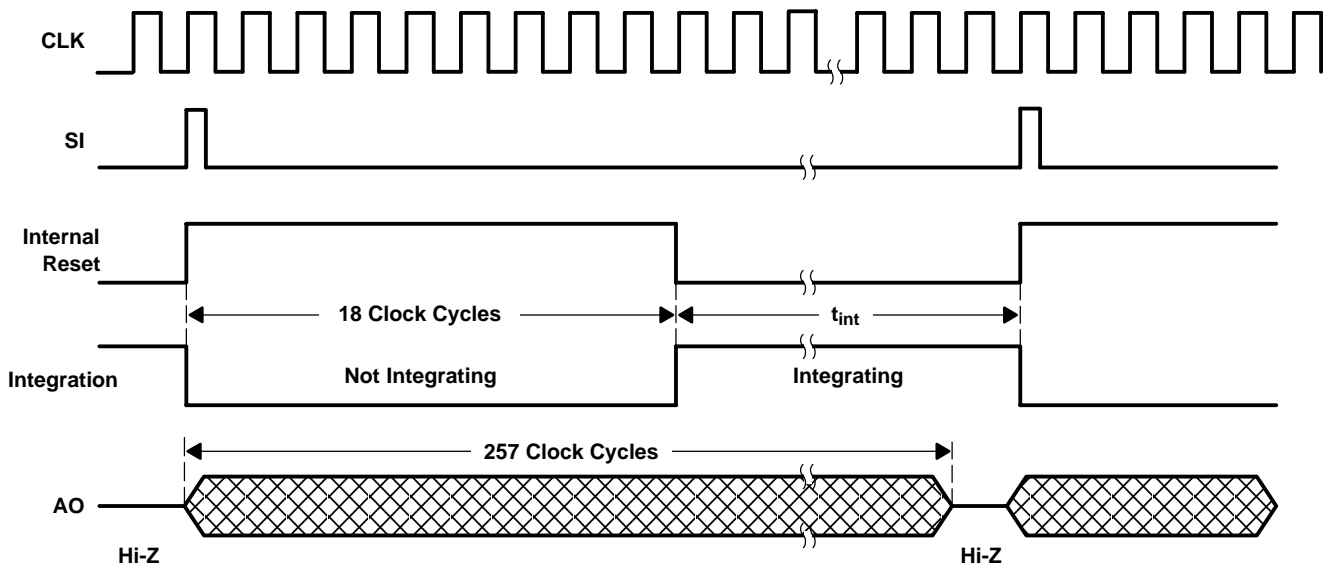 CLK
SI
Internal
Reset
18 Clock Cycles
tint
Integration
Not Integrating
Integrating
257 Clock Cycles
AO
Hi-Z
Hi-Z